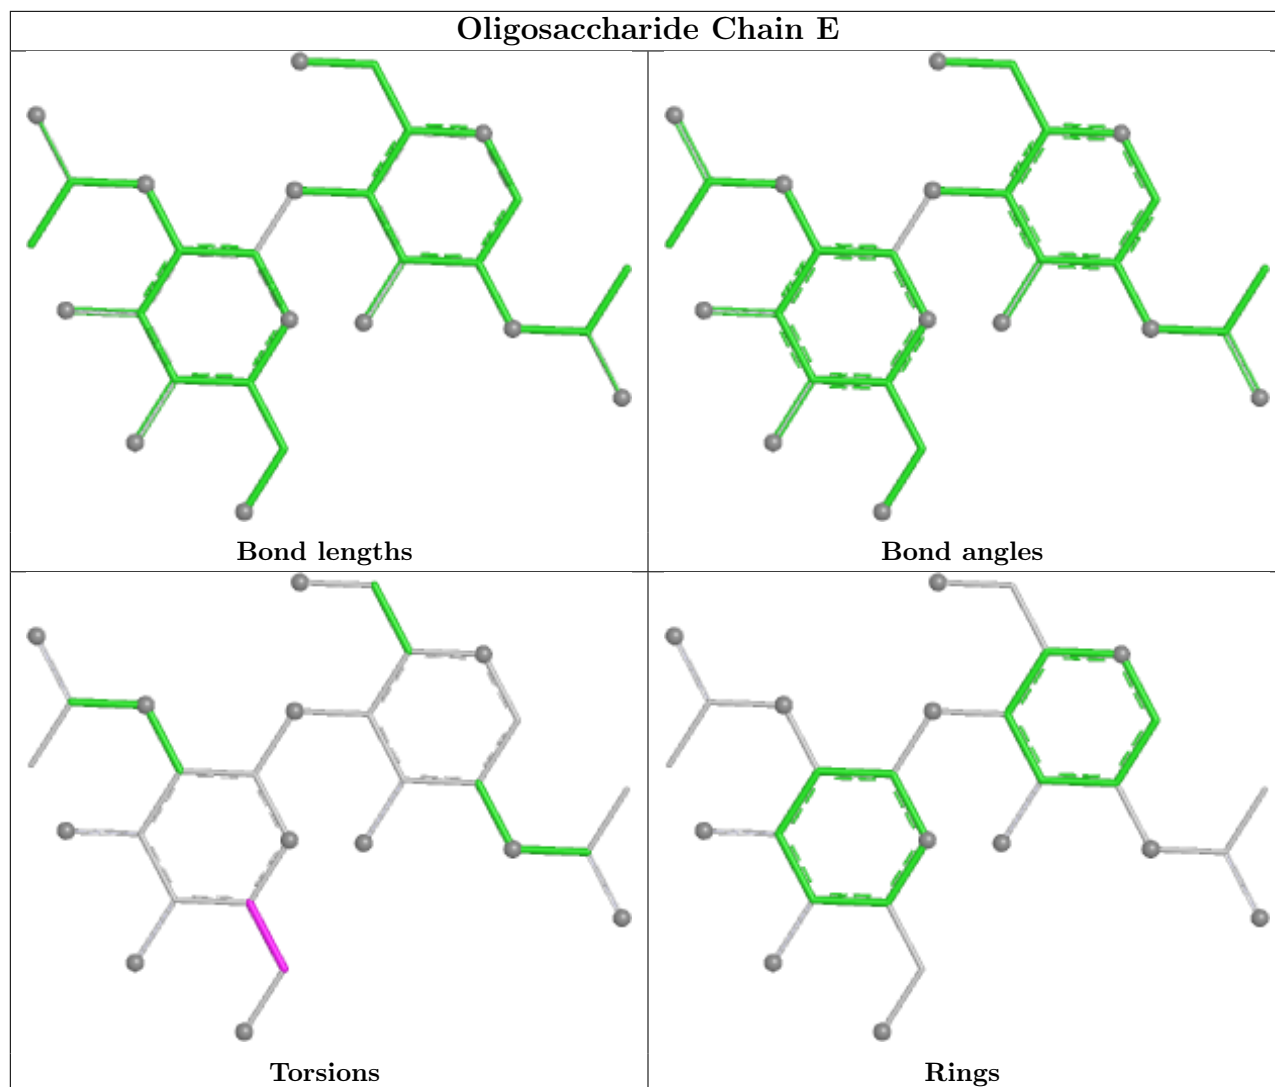 Oligosaccharide Chain E
Bond lengths
Bond angles
Torsions
Rings